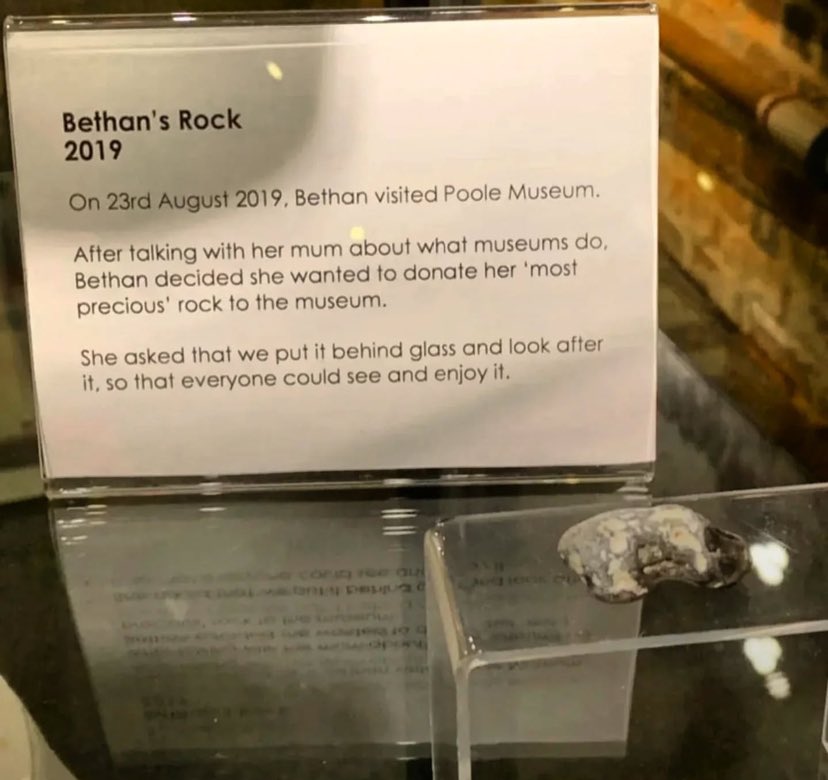 Bethan's Rock
2019
On 23rd August 2019, Bethan visited Poole Museum.
After talking with her mum about what museums do,
Bethan decided she wanted to donate her 'most
precious' rock to the museum.
She asked that we put it behind glass and look after
it, so that everyone could see and enjoy it.